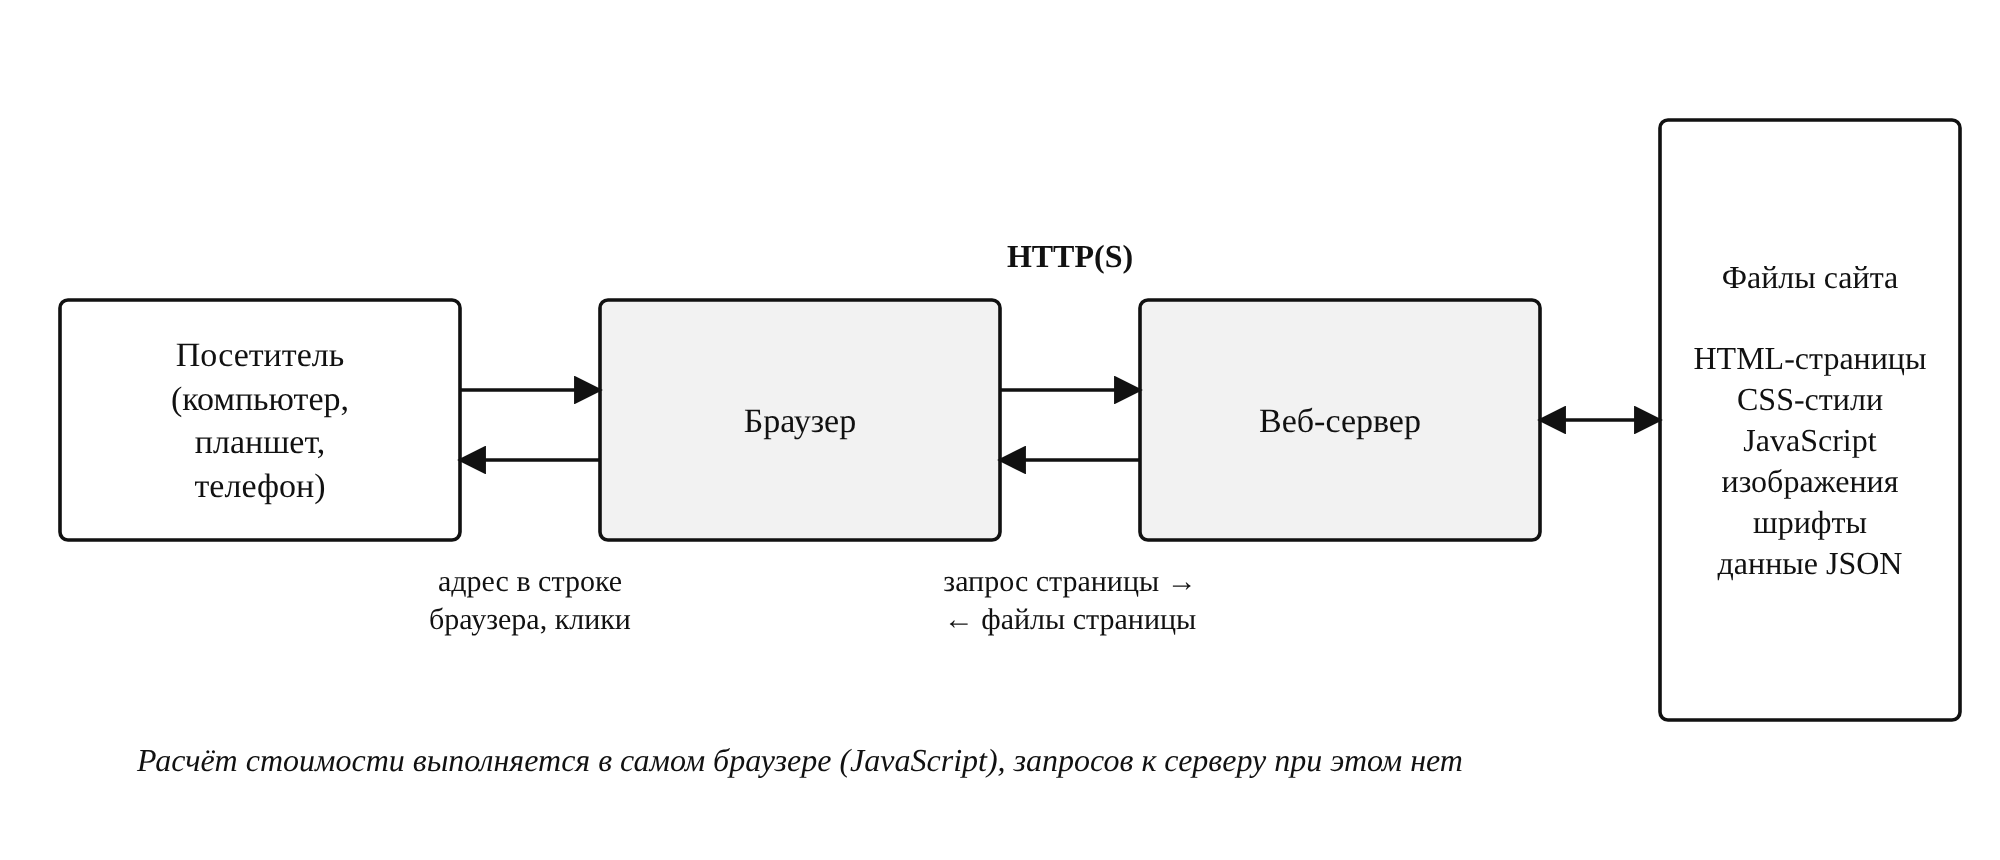 HTTP(S)
Посетитель
(компьютер,
планшет,
телефон)
Браузер
Веб-сервер
Файлы сайта
HTML-страницы
CSS-стили
JavaScript
изображения
шрифты
данные JSON
адрес в строке
браузера, клики
запрос страницы →
← файлы страницы
Расчёт стоимости выполняется в самом браузере (JavaScript), запросов к серверу при этом нет